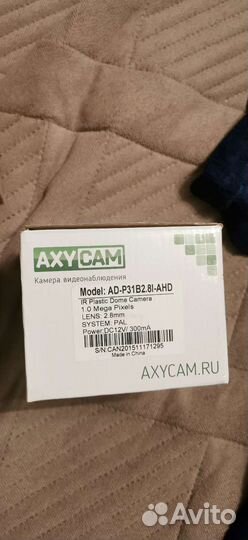 AXYCAM
Камера видеонаблюдения
Model: AD-P31B2.8I-AHD
IR Plastic Dome Camera
1.0 Mega Pixels
LENS: 2.8mm
SYSTEM: PAL
Power:DC12V/ 300mA
S/N:CAN201511171295
Made in China
AXYCAM.RU
Avito